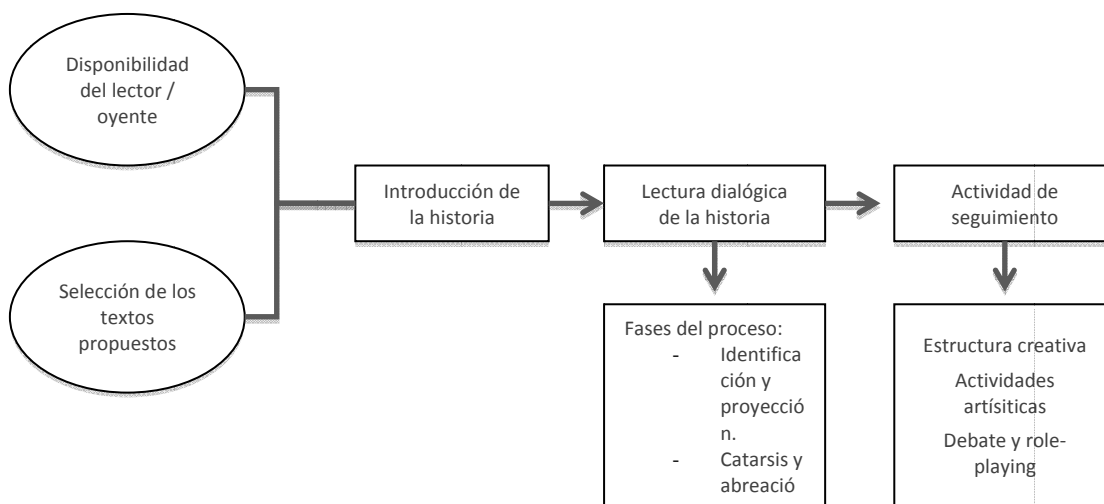 Disponibilidad
del lector /
oyente
Selección de los
textos
propuestos
Introducción de
la historia
Lectura dialógica
de la historia
Actividad de
seguimiento
Fases del proceso:
- Identifica
ción y
proyecció
n.
- Catarsis y
abreació
Estructura creativa
Actividades
artísiticas
Debate y role-
playing